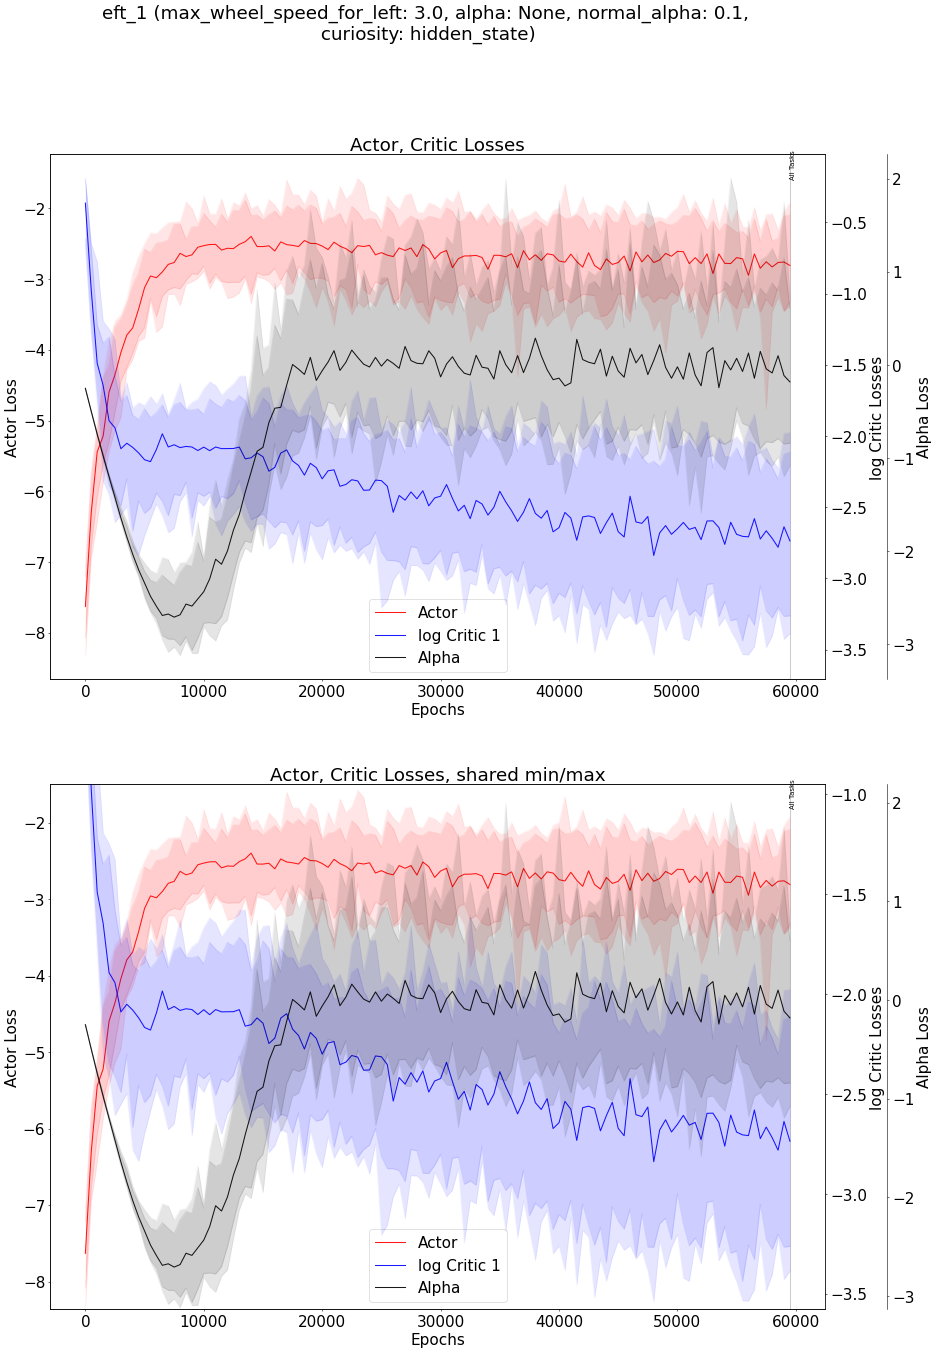 eft_1 (max_wheel_speed_for_left: 3.0, alpha: None, normal_alpha: 0.1,
curiosity: hidden_state)
Actor, Critic Losses
All Tasks
−2
−3
−4
−5
−6
−7
−8
Actor Loss
−0.5
−1.0
−1.5
−2.0
−2.5
−3.0
−3.5
log Critic Losses
2
1
0
−1
−2
−3
Alpha Loss
Actor
log Critic 1
Alpha
0 10000 20000 30000 40000 50000 60000
Epochs
Actor, Critic Losses, shared min/max
All Tasks
−2
−3
−4
−5
−6
−7
−8
Actor Loss
−1.0
−1.5
−2.0
−2.5
−3.0
−3.5
log Critic Losses
2
1
0
−1
−2
−3
Alpha Loss
Actor
log Critic 1
Alpha
0 10000 20000 30000 40000 50000 60000
Epochs